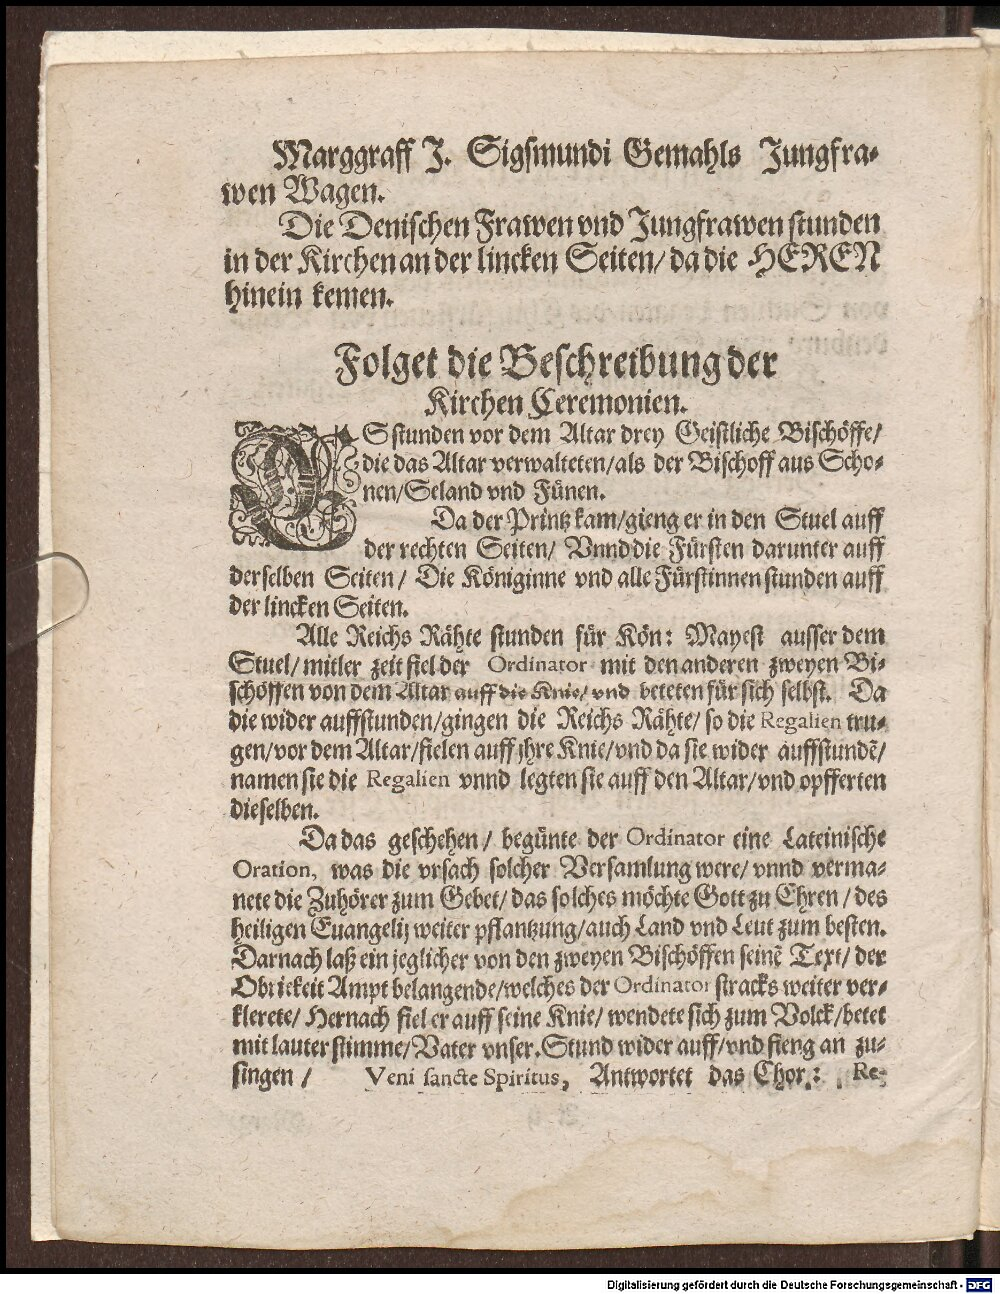 Marggraff J. Sigsmundi Gemahls Jungfra-
wen Wagen.
Die Denischen Frawen vnd Jungfrawen stunden
in der Kirchen an der lincken Seiten/ da die HEREN
hinein kemen.
Folget die Beschreibung der
Kirchen Ceremonien.
ES stunden vor dem Altar drey Geistliche Bischöffe/
die das Altar verwalteten/als der Bischoff aus Scho-
nen/Seland vnd Fünen.
Da der Printz kam/gieng er in den Stuel auff
der rechten Seiten/ Vnnd die Fürsten darunter auff
derselben Seiten/ Die Königinne vnd alle Fürstinnen stunden auff
der lincken Seiten.
Alle Reichs Rähte stunden für Kön: Mayest ausser dem
Stuel/ mitler zeit fiel der Ordinator mit den anderen zweyen Bi-
schöffen von dem Altar auff die Knie/ vnd beteten für sich selbst. Da
die wider auffstunden/gingen die Reichs Rähte/ so die Regalien tru-
gen/vor dem Altar/fielen auff jhre Knie/vnd da sie wider auffstundē/
namen sie die Regalien vnnd legten sie auff den Altar/vnd opfferten
dieselben.
Da das geschehen/ begünte der Ordinator eine Lateinische
Oration, was die vrsach solcher Versamlung were/ vnnd verma-
nete die Zuhörer zum Gebet/ das solches möchte Gott zu Ehren/des
heiligen Euangelij weiter pflantzung/auch Land vnd Leut zum besten.
Darnach laß ein jeglicher von den zweyen Bischöffen seinē Text/ der
Obrickeit Ampt belangende/welches der Ordinator stracks weiter ver-
klerete/ Hernach fiel er auff seine Knie/ wendete sich zum Volck/betet
mit lauter stimme/Vater vnser. Stund wider auff/vnd fieng an zu-
singen/ Veni sancte Spiritus, Antwortet das Chor: Re-
Digitalisierung gefördert durch die Deutsche Forschungsgemeinschaft - DFG